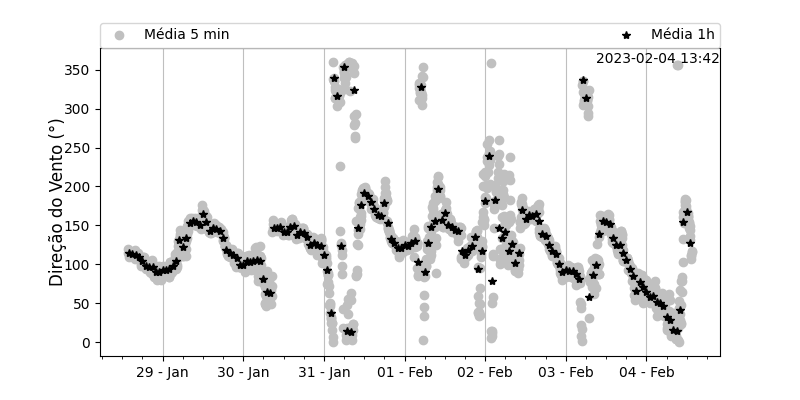 Média 5 min
Média 1h
2023-02-04 13:42
Direção do Vento (°)
350
300
250
200
150
100
50
0
29 - Jan
30 - Jan
31 - Jan
01 - Feb
02 - Feb
03 - Feb
04 - Feb